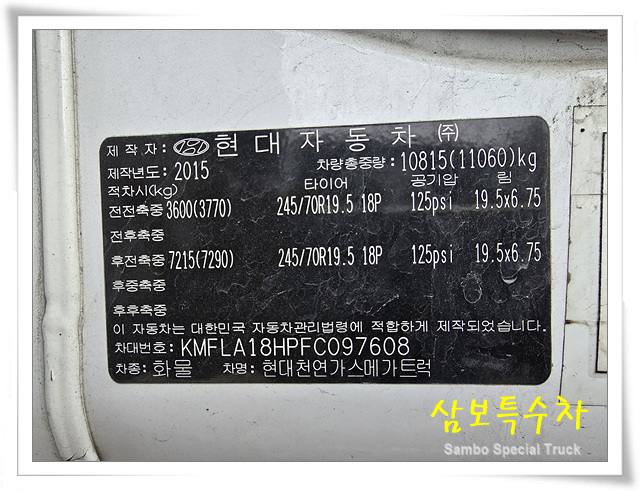 제 작 자: 현 대 자 동 차 ㈜
제작년도: 2015 차량총중량: 10815(11060)kg
적차시(kg) 타이어 공기압 림
전전축중 3600(3770) 245/70R19.5 18P 125psi 19.5x6.75
전후축중
후전축중 7215(7290) 245/70R19.5 18P 125psi 19.5x6.75
후중축중
후후축중
이 자동차는 대한민국 자동차관리법령에 적합하게 제작되었습니다.
차대번호: KMFLA18HPFC097608
차종: 화물 차명: 현대천연가스메가트럭
삼보특수차
Sambo Special Truck